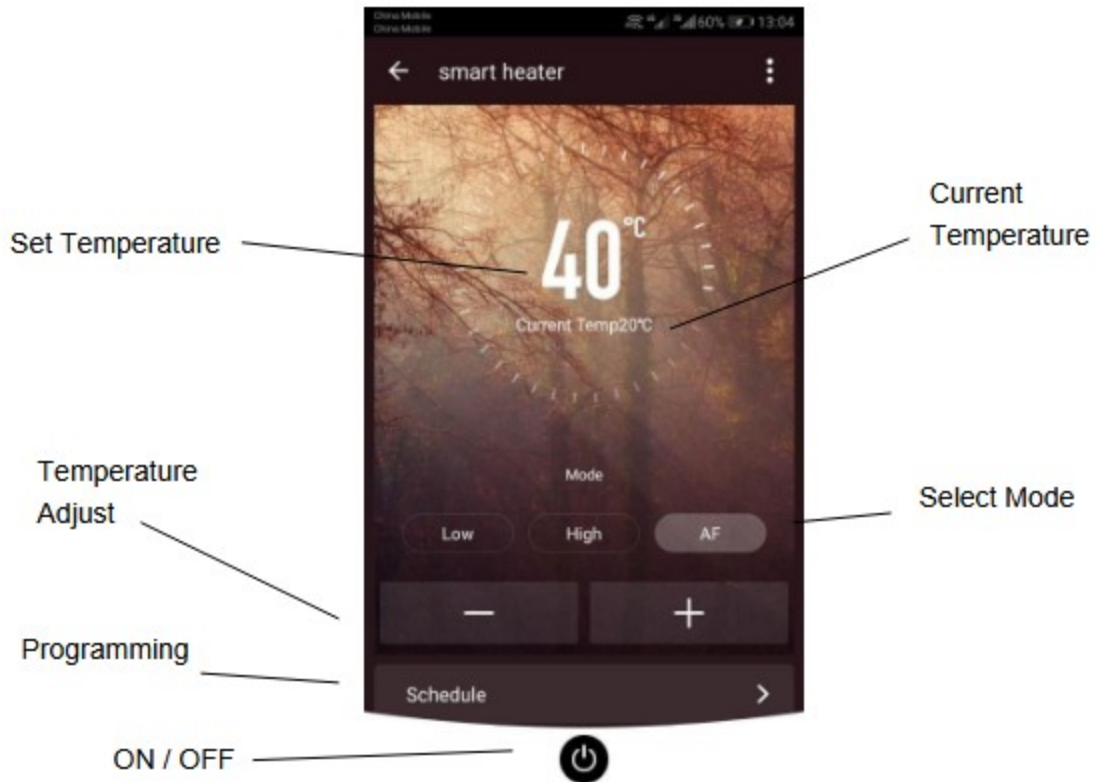 China Mobile
China Mobile
60% 13:04
smart heater
Current
Temperature
Set Temperature
40°C
Current Temp20°C
Temperature
Adjust
Mode
Select Mode
Low High AF
Programming
Schedule
ON / OFF